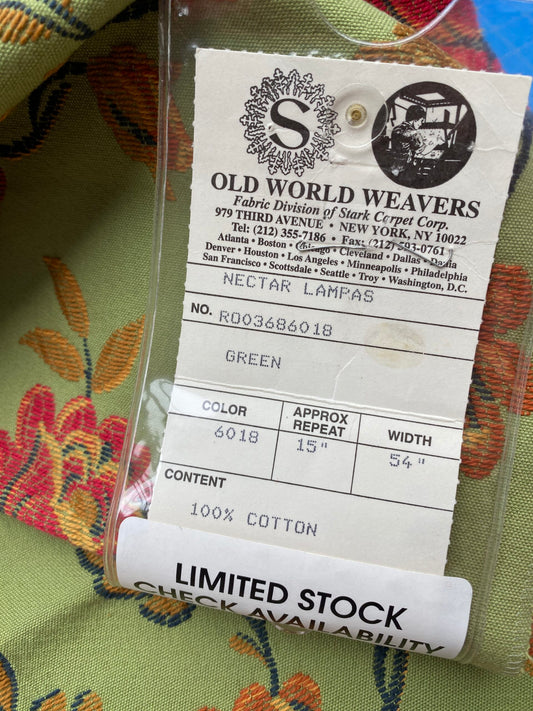 S
OLD WORLD WEAVERS
Fabric Division of Stark Carpet Corp.
979 THIRD AVENUE • NEW YORK, NY 10022
Tel: (212) 355-7186 • Fax: (212) 593-0761
Atlanta • Boston • Chicago • Cleveland • Dallas • Dania
Denver • Houston • Los Angeles • Minneapolis • Philadelphia
San Francisco • Scottsdale • Seattle • Troy • Washington, D.C.
NECTAR LAMPAS
NO. R003686018
GREEN
COLOR APPROX REPEAT WIDTH
6018 15" 54"
CONTENT
100% COTTON
LIMITED STOCK
CHECK AVAILABILITY